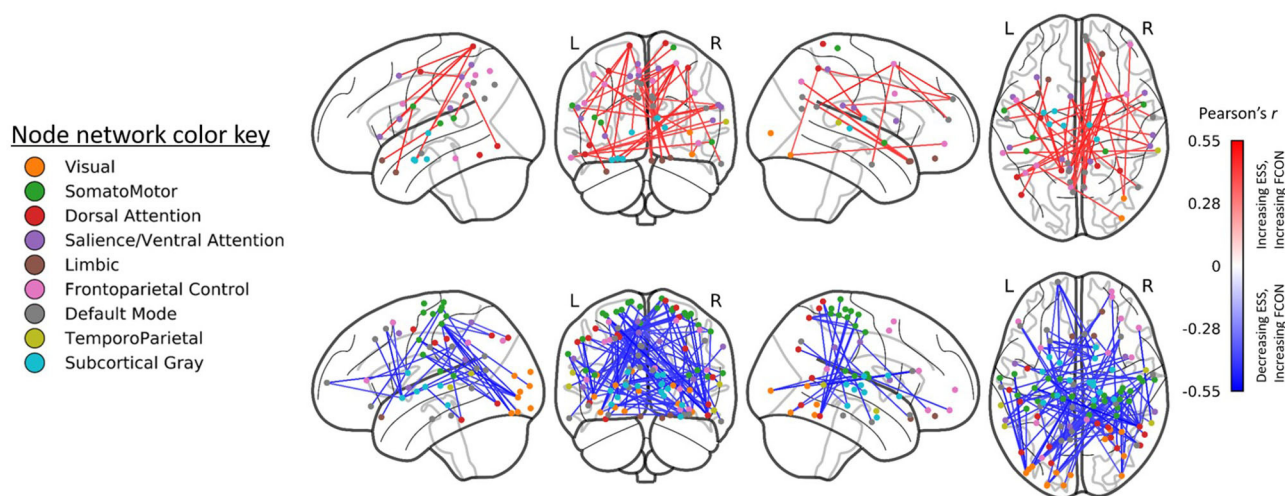 Node network color key
Visual
SomatoMotor
Dorsal Attention
Salience/Ventral Attention
Limbic
Frontoparietal Control
Default Mode
TemporoParietal
Subcortical Gray
L
R
L
R
L
R
L
R
Pearson's r
0.55
0.28
0
-0.28
-0.55
Increasing ESS,
Increasing FCON
Decreasing ESS,
Increasing FCON